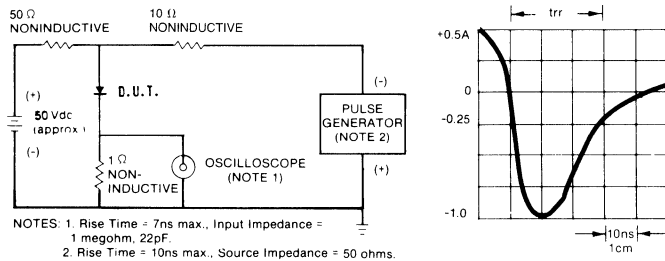 50 Ω
NONINDUCTIVE
10 Ω
NONINDUCTIVE
(+)
50 Vdc
(approx.)
(-)
D.U.T.
1 Ω
NON-
INDUCTIVE
OSCILLOSCOPE
(NOTE 1)
(-)
PULSE
GENERATOR
(NOTE 2)
(+)
NOTES: 1. Rise Time = 7ns max., Input Impedance =
1 megohm, 22pF.
2. Rise Time = 10ns max., Source Impedance = 50 ohms.
trr
+0.5A
0
-0.25
-1.0
10ns
1cm